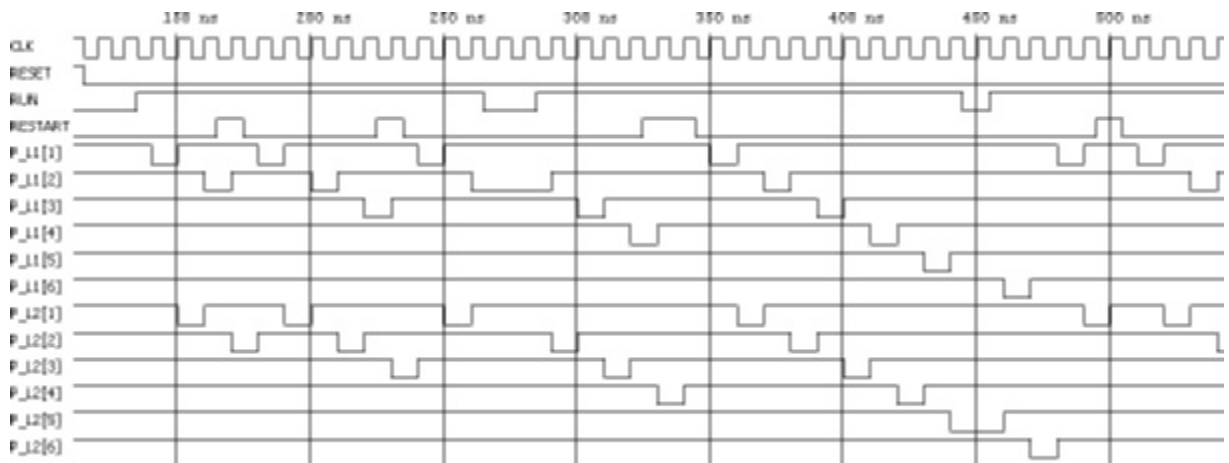 150 ns 200 ns 250 ns 300 ns 350 ns 400 ns 450 ns 500 ns
CLK
RESET
RUN
RESTART
P_L1[1]
P_L1[2]
P_L1[3]
P_L1[4]
P_L1[5]
P_L1[6]
P_L2[1]
P_L2[2]
P_L2[3]
P_L2[4]
P_L2[5]
P_L2[6]